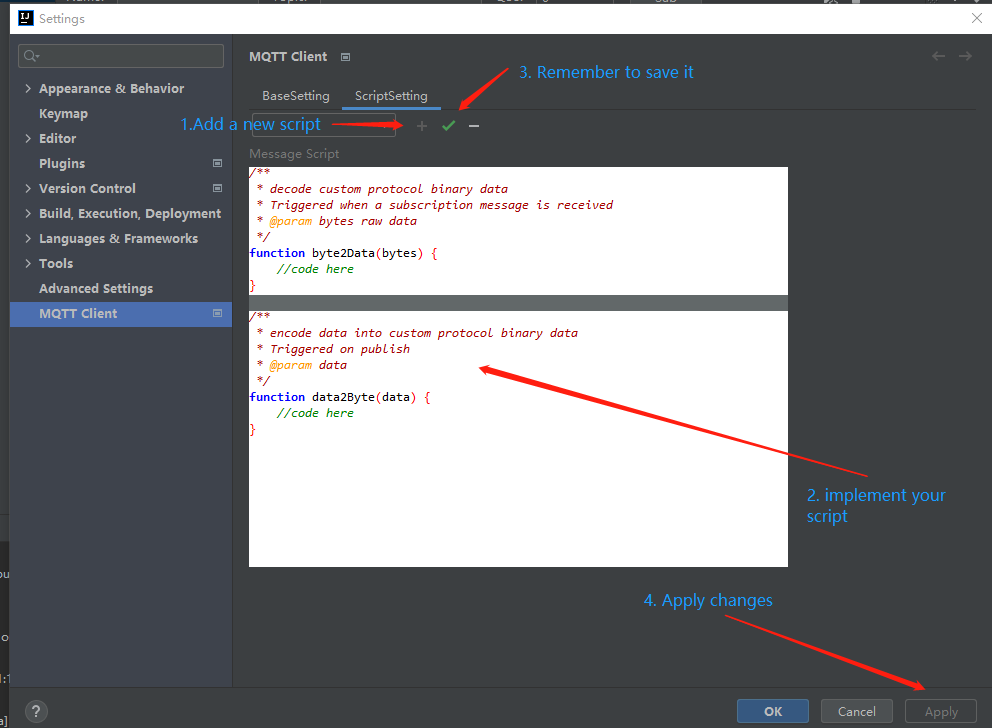 Settings
MQTT Client
3. Remember to save it
Appearance & Behavior
BaseSetting
ScriptSetting
Keymap
1.Add a new script
Editor
Message Script
Plugins
Version Control
Build, Execution, Deployment
Languages & Frameworks
Tools
Advanced Settings
MQTT Client
/**
* decode custom protocol binary data
* Triggered when a subscription message is received
* @param bytes raw data
*/
function byte2Data(bytes) {
//code here
}
/**
* encode data into custom protocol binary data
* Triggered on publish
* @param data
*/
function data2Byte(data) {
//code here
}
2. implement your
script
4. Apply changes
?
OK
Cancel
Apply